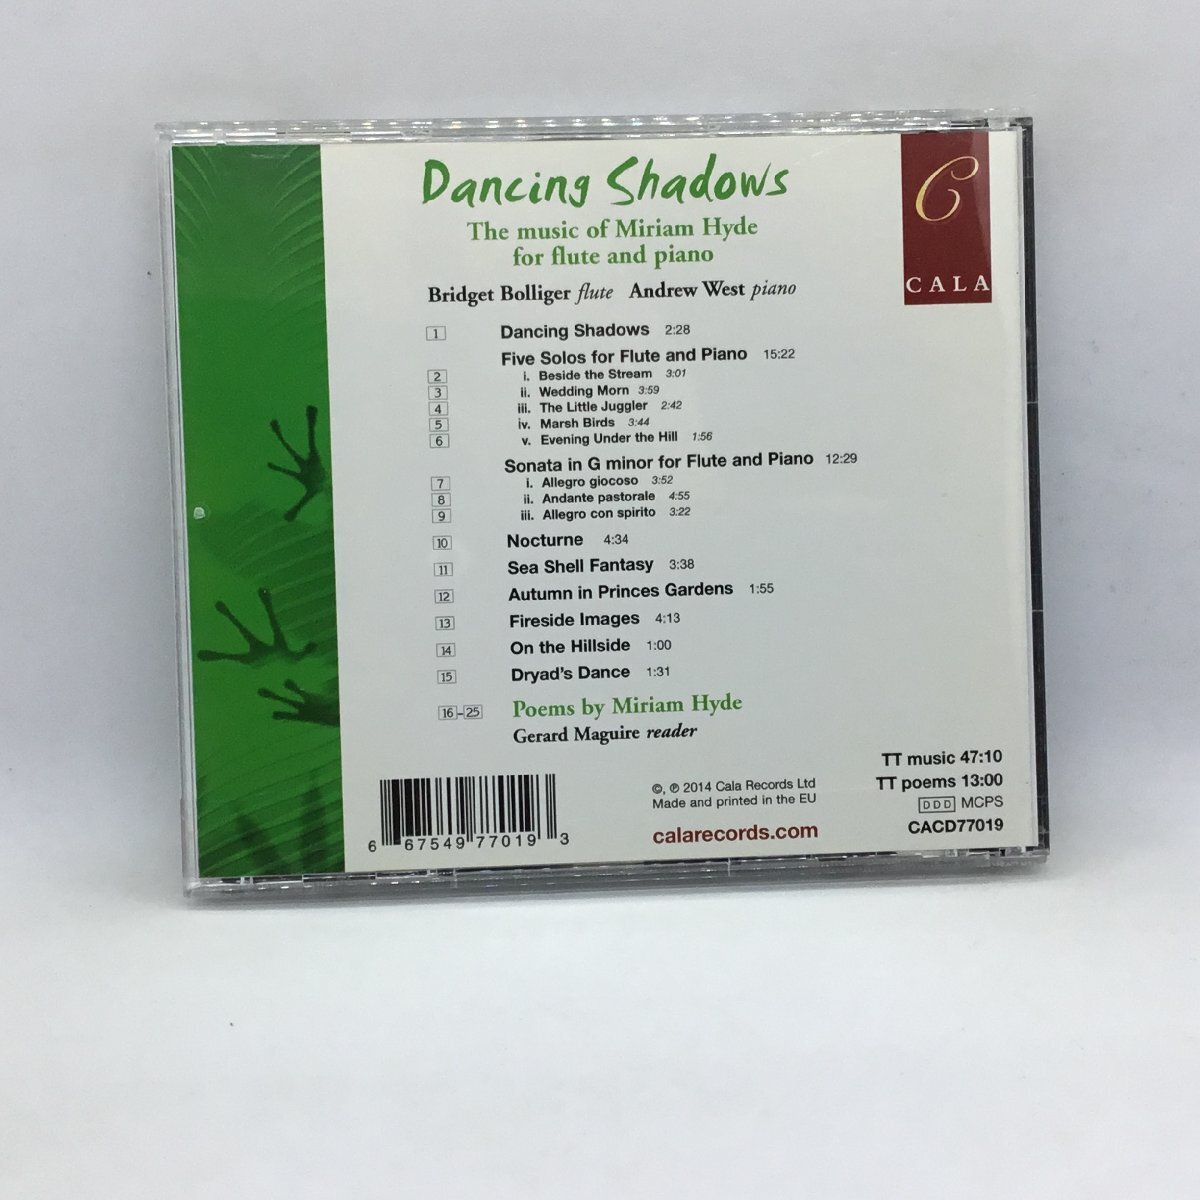 Dancing Shadows
The music of Miriam Hyde
for flute and piano
Bridget Bolliger flute Andrew West piano
C
CALA
1 Dancing Shadows 2:28
Five Solos for Flute and Piano 15:22
2 i. Beside the Stream 3:01
3 ii. Wedding Morn 3:59
4 iii. The Little Juggler 2:42
5 iv. Marsh Birds 3:44
6 v. Evening Under the Hill 1:56
Sonata in G minor for Flute and Piano 12:29
7 i. Allegro giocoso 3:52
8 ii. Andante pastorale 4:55
9 iii. Allegro con spirito 3:22
10 Nocturne 4:34
11 Sea Shell Fantasy 3:38
12 Autumn in Princes Gardens 1:55
13 Fireside Images 4:13
14 On the Hillside 1:00
15 Dryad's Dance 1:31
16-25 Poems by Miriam Hyde
Gerard Maguire reader
6 67549 77019 3
©, ℗ 2014 Cala Records Ltd
Made and printed in the EU
calarecords.com
TT music 47:10
TT poems 13:00
DDD MCPS
CACD77019